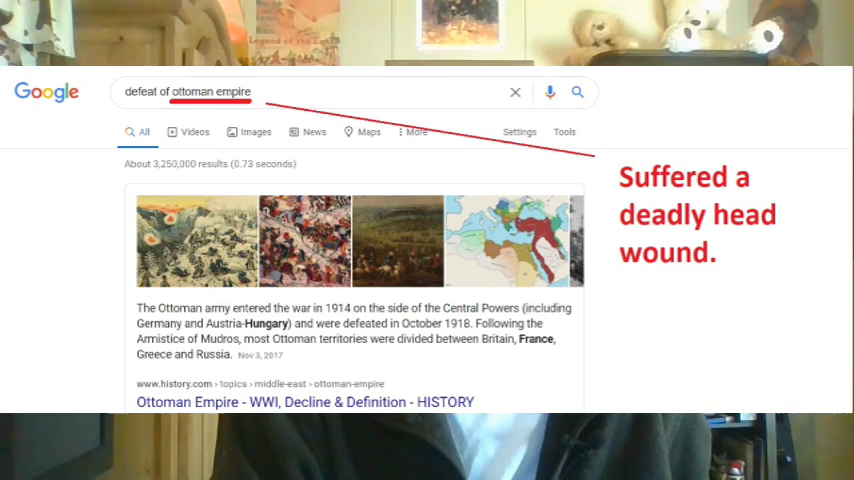 Legend of the
Google
defeat of ottoman empire
All
Videos
Images
News
Maps
More
Settings
Tools
About 3,250,000 results (0.73 seconds)
Suffered a
deadly head
wound.
The Ottoman army entered the war in 1914 on the side of the Central Powers (including
Germany and Austria-Hungary) and were defeated in October 1918. Following the
Armistice of Mudros, most Ottoman territories were divided between Britain, France,
Greece and Russia. Nov 3, 2017
www.history.com › topics › middle-east › ottoman-empire
Ottoman Empire - WWI, Decline & Definition - HISTORY